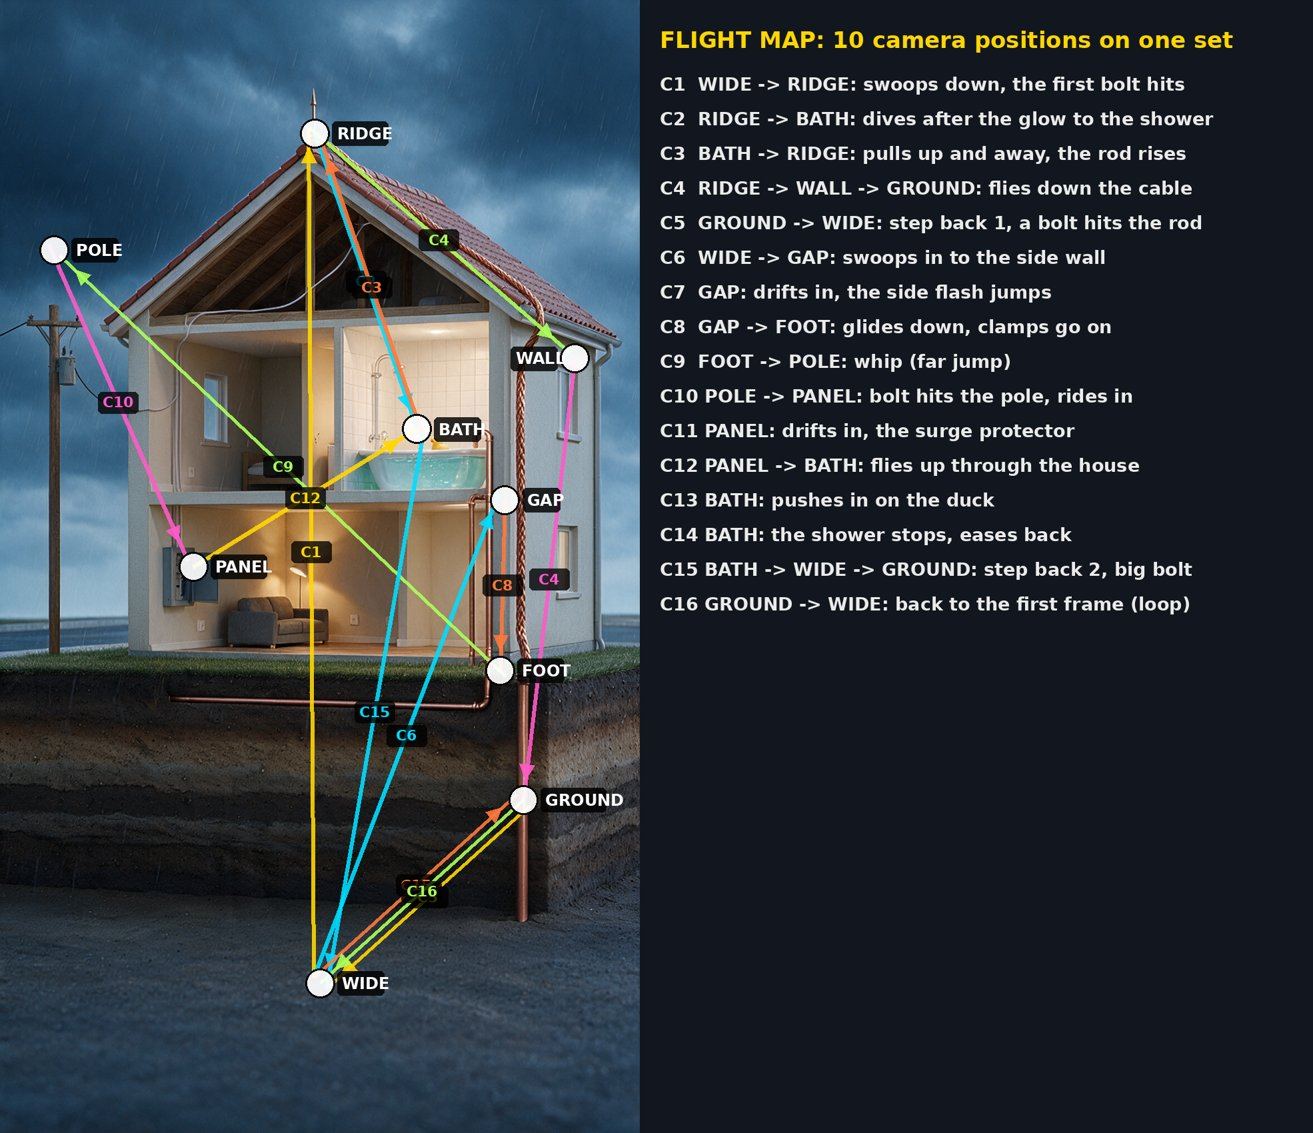 FLIGHT MAP: 10 camera positions on one set
C1 WIDE -> RIDGE: swoops down, the first bolt hits
C2 RIDGE -> BATH: dives after the glow to the shower
C3 BATH -> RIDGE: pulls up and away, the rod rises
C4 RIDGE -> WALL -> GROUND: flies down the cable
C5 GROUND -> WIDE: step back 1, a bolt hits the rod
C6 WIDE -> GAP: swoops in to the side wall
C7 GAP: drifts in, the side flash jumps
C8 GAP -> FOOT: glides down, clamps go on
C9 FOOT -> POLE: whip (far jump)
C10 POLE -> PANEL: bolt hits the pole, rides in
C11 PANEL: drifts in, the surge protector
C12 PANEL -> BATH: flies up through the house
C13 BATH: pushes in on the duck
C14 BATH: the shower stops, eases back
C15 BATH -> WIDE -> GROUND: step back 2, big bolt
C16 GROUND -> WIDE: back to the first frame (loop)
RIDGE
C4
POLE
C3
WALL
C10
BATH
C9
C12
GAP
C1
PANEL
C4
C8
FOOT
C15
C6
GROUND
C16
WIDE